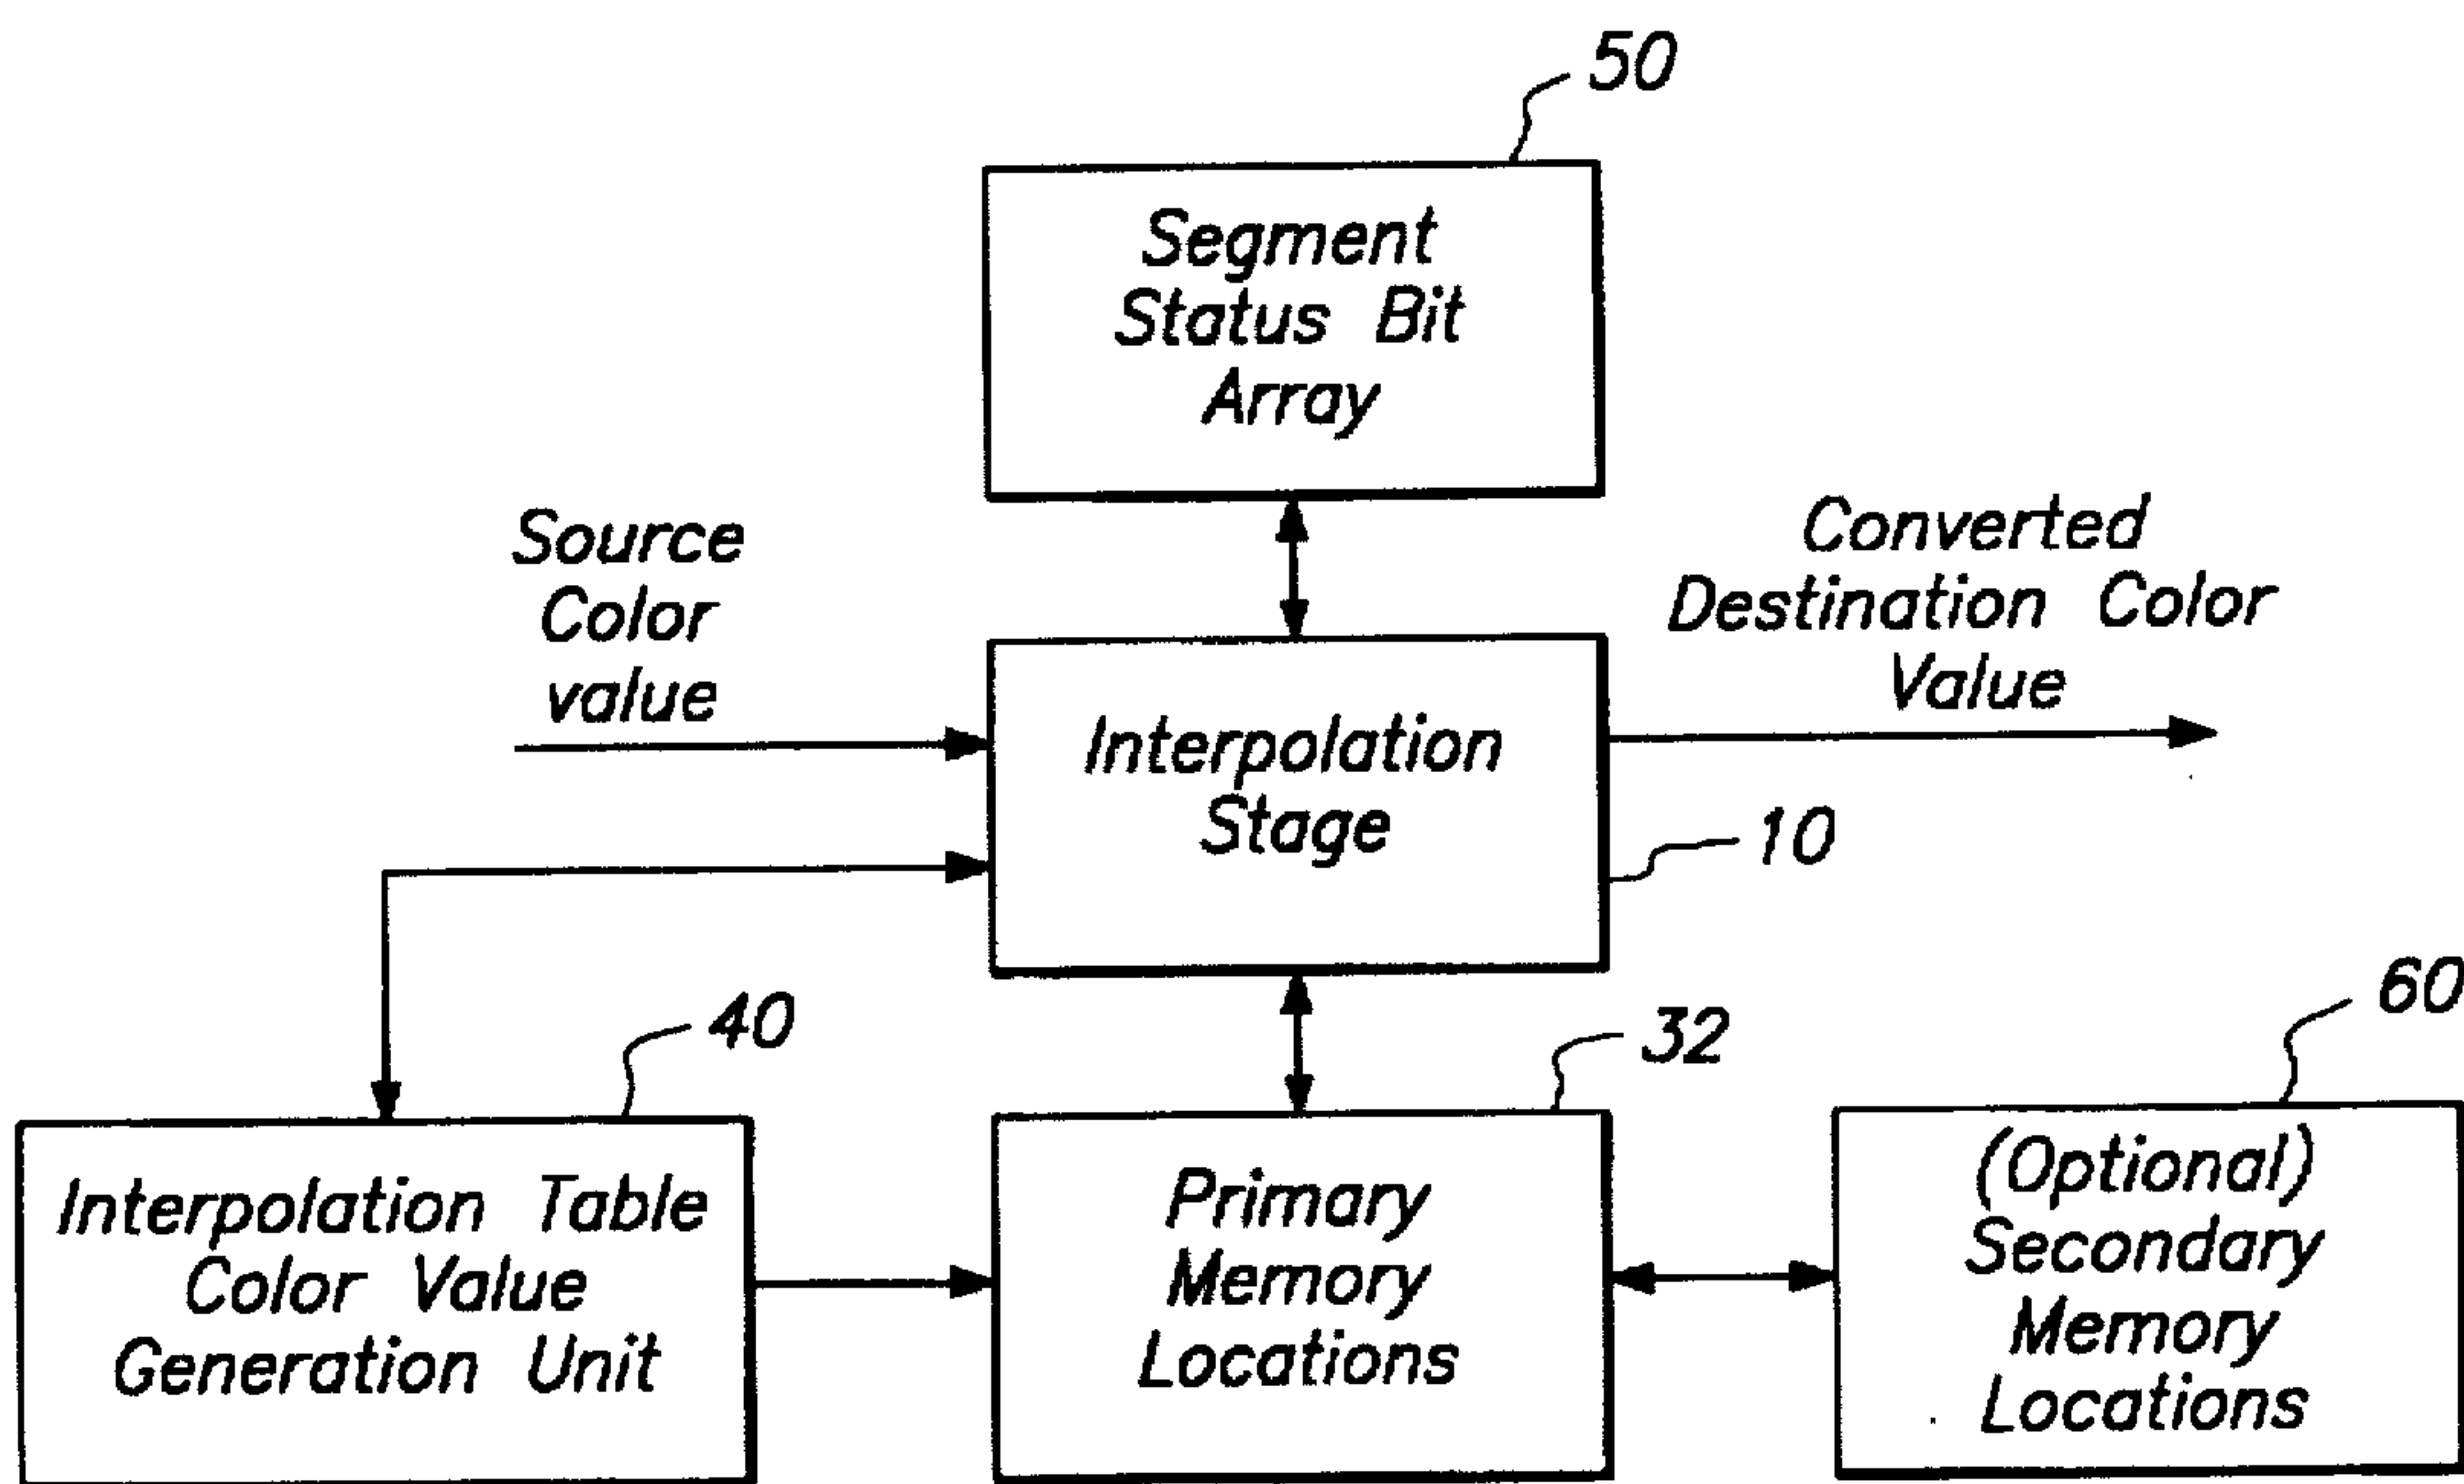 50
Segment
Status Bit
Array
Source
Color
value
Converted
Destination Color
Value
Interpolation
Stage
10
40
32
60
Interpolation Table
Color Value
Generation Unit
Primary
Memory
Locations
(Optional)
Secondary
Memory
Locations